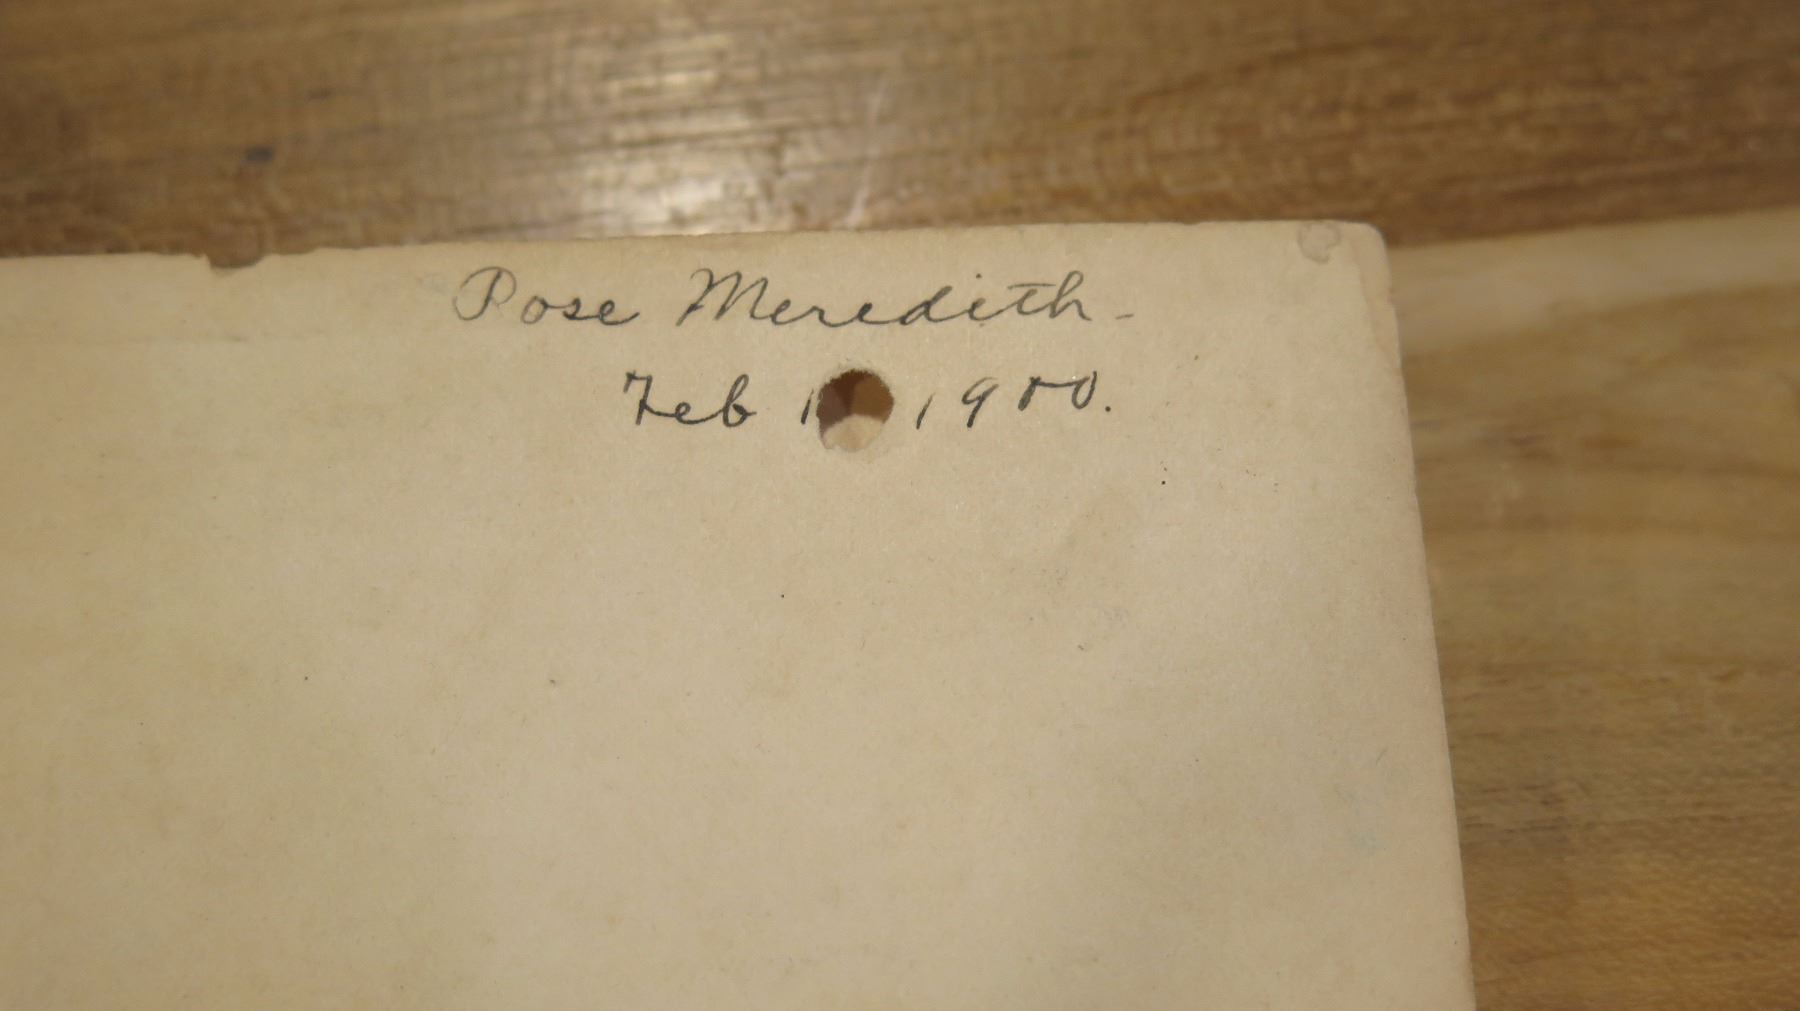 Rose Meredith -
Feb 1 , 1900.